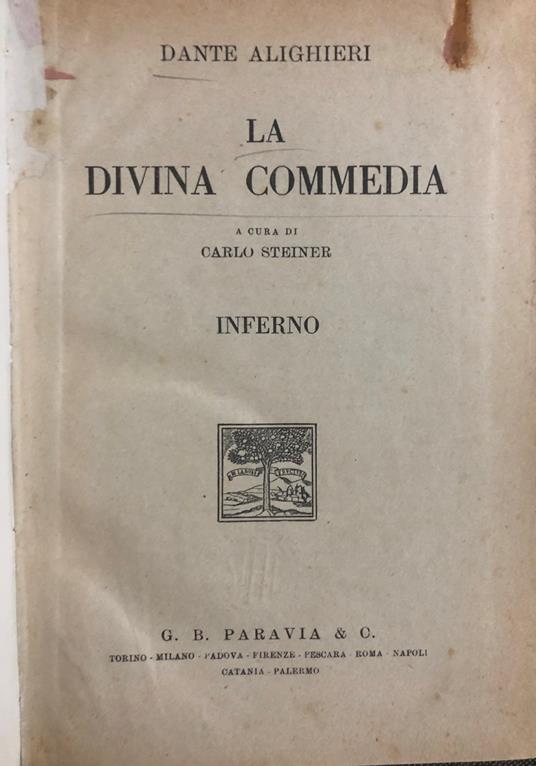 DANTE ALIGHIERI
LA
DIVINA COMMEDIA
A CURA DI
CARLO STEINER
INFERNO
G. B. PARAVIA & C.
TORINO - MILANO - PADOVA - FIRENZE - PESCARA - ROMA - NAPOLI
CATANIA - PALERMO